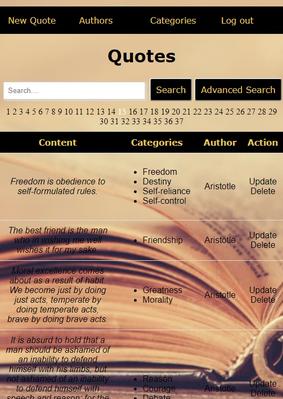 New Quote Authors Categories Log out
Quotes
Search.... Search Advanced Search
1 2 3 4 5 6 7 8 9 10 11 12 13 14 15 16 17 18 19 20 21 22 23 24 25 26 27 28 29
30 31 32 33 34 35 36 37
Content Categories Author Action
Freedom is obedience to
self-formulated rules.
• Freedom
• Destiny
• Self-reliance
• Self-control
Aristotle
Update
Delete
The best friend is the man
who in wishing me well
wishes it for my sake.
• Friendship
Aristotle
Update
Delete
Moral excellence comes
about as a result of habit.
We become just by doing
just acts, temperate by
doing temperate acts,
brave by doing brave acts.
• Greatness
• Morality
Aristotle
Update
Delete
It is absurd to hold that a
man should be ashamed of
an inability to defend
himself with his limbs, but
not ashamed of an inability
to defend himself with
speech and reason; for the
• Reason
• Courage
• Debate
Aristotle
Update
Delete